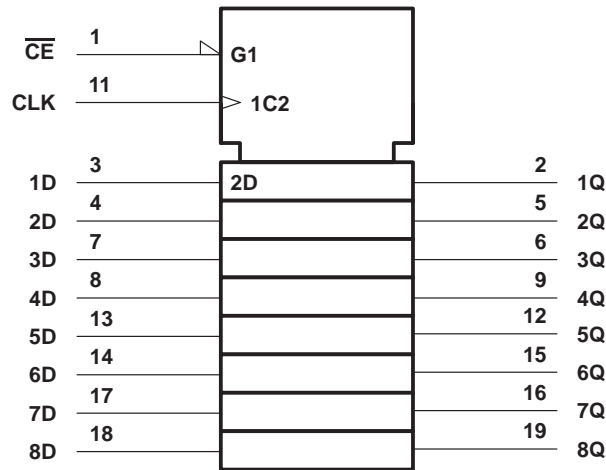 C̅E̅ 1 G1
CLK 11 1C2
1D 3 2D 2 1Q
2D 4 5 2Q
3D 7 6 3Q
4D 8 9 4Q
5D 13 12 5Q
6D 14 15 6Q
7D 17 16 7Q
8D 18 19 8Q